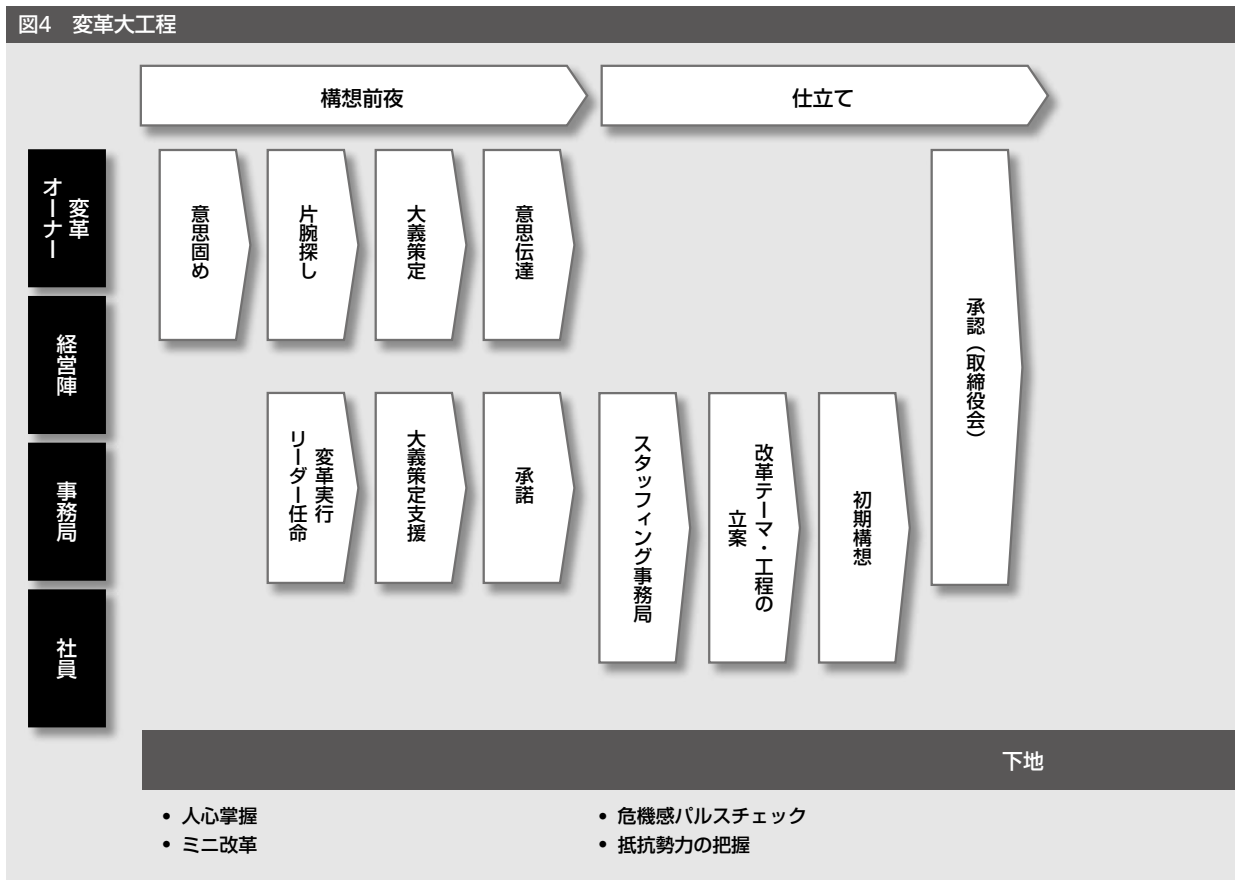 図4 変革大工程
構想前夜
仕立て
変革
オーナー
経営陣
事務局
社員
意思固め
片腕探し
大義策定
意思伝達
変革実行
リーダー任命
大義策定支援
承諾
スタッフィング事務局
改革テーマ・工程の
立案
初期構想
承認（取締役会）
下地
• 人心掌握
• ミニ改革
• 危機感パルスチェック
• 抵抗勢力の把握